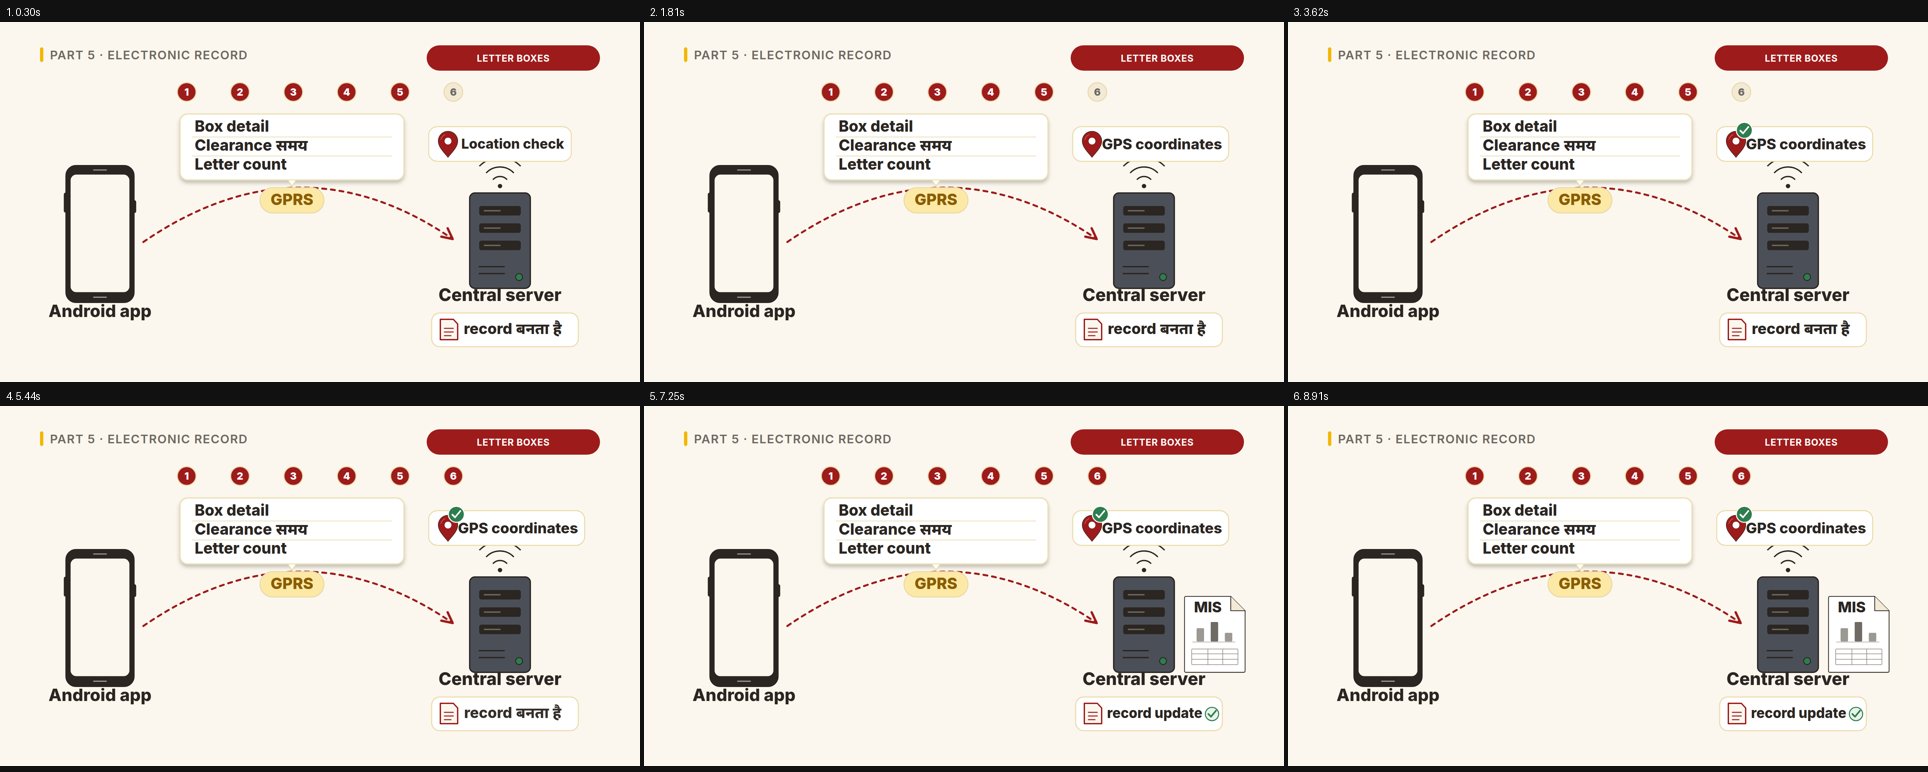 1. 0.30s
PART 5 · ELECTRONIC RECORD
LETTER BOXES
1 2 3 4 5 6
Box detail
Clearance समय
Letter count
Location check
GPRS
Central server
Android app
record बनता है
2. 1.81s
PART 5 · ELECTRONIC RECORD
LETTER BOXES
1 2 3 4 5 6
Box detail
Clearance समय
Letter count
GPS coordinates
GPRS
Central server
Android app
record बनता है
3. 3.62s
PART 5 · ELECTRONIC RECORD
LETTER BOXES
1 2 3 4 5 6
Box detail
Clearance समय
Letter count
GPS coordinates
GPRS
Central server
Android app
record बनता है
4. 5.44s
PART 5 · ELECTRONIC RECORD
LETTER BOXES
1 2 3 4 5 6
Box detail
Clearance समय
Letter count
GPS coordinates
GPRS
Central server
Android app
record बनता है
5. 7.25s
PART 5 · ELECTRONIC RECORD
LETTER BOXES
1 2 3 4 5 6
Box detail
Clearance समय
Letter count
GPS coordinates
GPRS
MIS
Central server
Android app
record update
6. 8.91s
PART 5 · ELECTRONIC RECORD
LETTER BOXES
1 2 3 4 5 6
Box detail
Clearance समय
Letter count
GPS coordinates
GPRS
MIS
Central server
Android app
record update